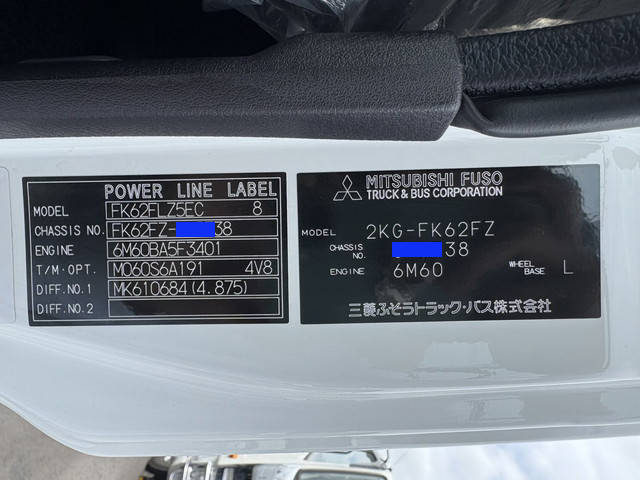 POWER LINE LABEL
MODEL FK62FLZ5EC 8
CHASSIS NO. FK62FZ- 38
ENGINE 6M60BA5F3401
T/M・OPT. M060S6A191 4V8
DIFF.NO.1 MK610684(4.875)
DIFF.NO.2
MITSUBISHI FUSO
TRUCK & BUS CORPORATION
MODEL 2KG-FK62FZ
CHASSIS NO. 38
ENGINE 6M60 WHEEL BASE L
三菱ふそうトラック・バス株式会社